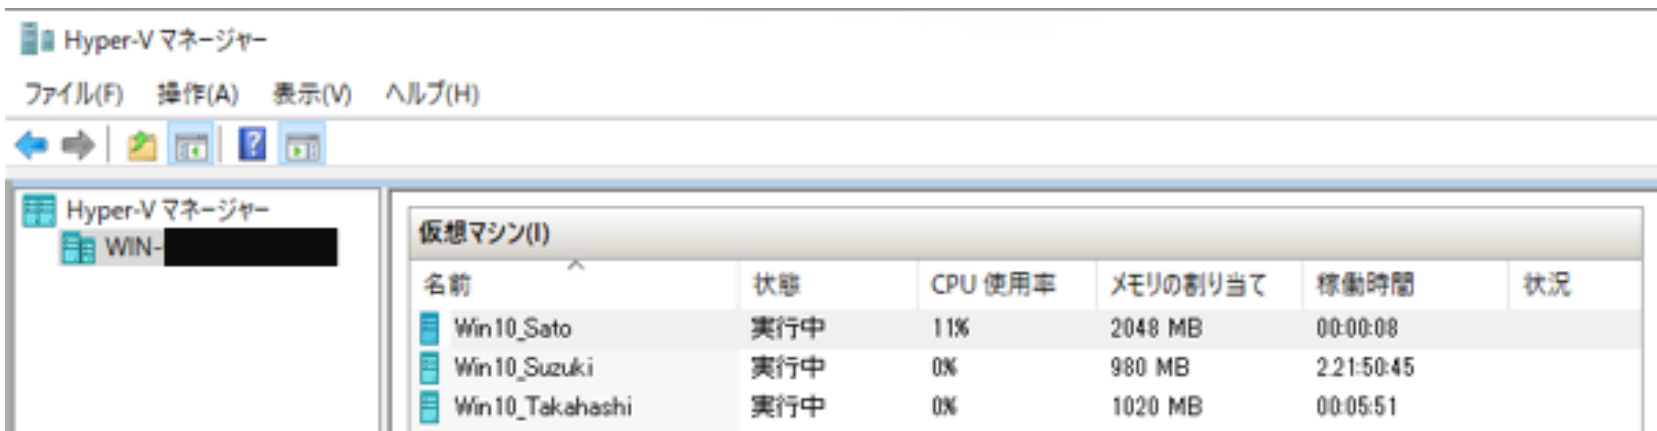 Hyper-V マネージャー
ファイル(F) 操作(A) 表示(V) ヘルプ(H)
Hyper-V マネージャー
WIN-
仮想マシン(I)
名前 状態 CPU 使用率 メモリの割り当て 稼働時間 状況
Win10_Sato 実行中 11% 2048 MB 00:00:08
Win10_Suzuki 実行中 0% 980 MB 2.21:50:45
Win10_Takahashi 実行中 0% 1020 MB 00:05:51